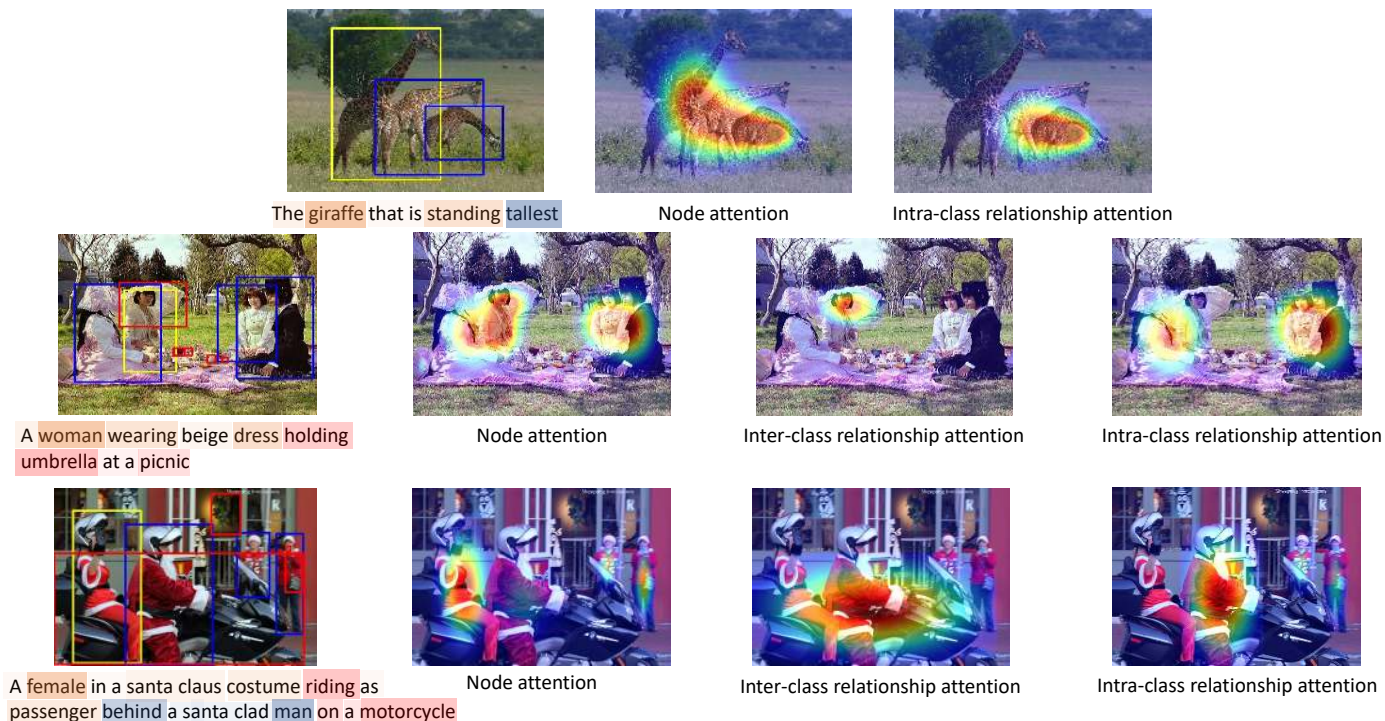 The giraffe that is standing tallest
Node attention
Intra-class relationship attention
A woman wearing beige dress holding
umbrella at a picnic
Node attention
Inter-class relationship attention
Intra-class relationship attention
A female in a santa claus costume riding as
passenger behind a santa clad man on a motorcycle
Node attention
Inter-class relationship attention
Intra-class relationship attention